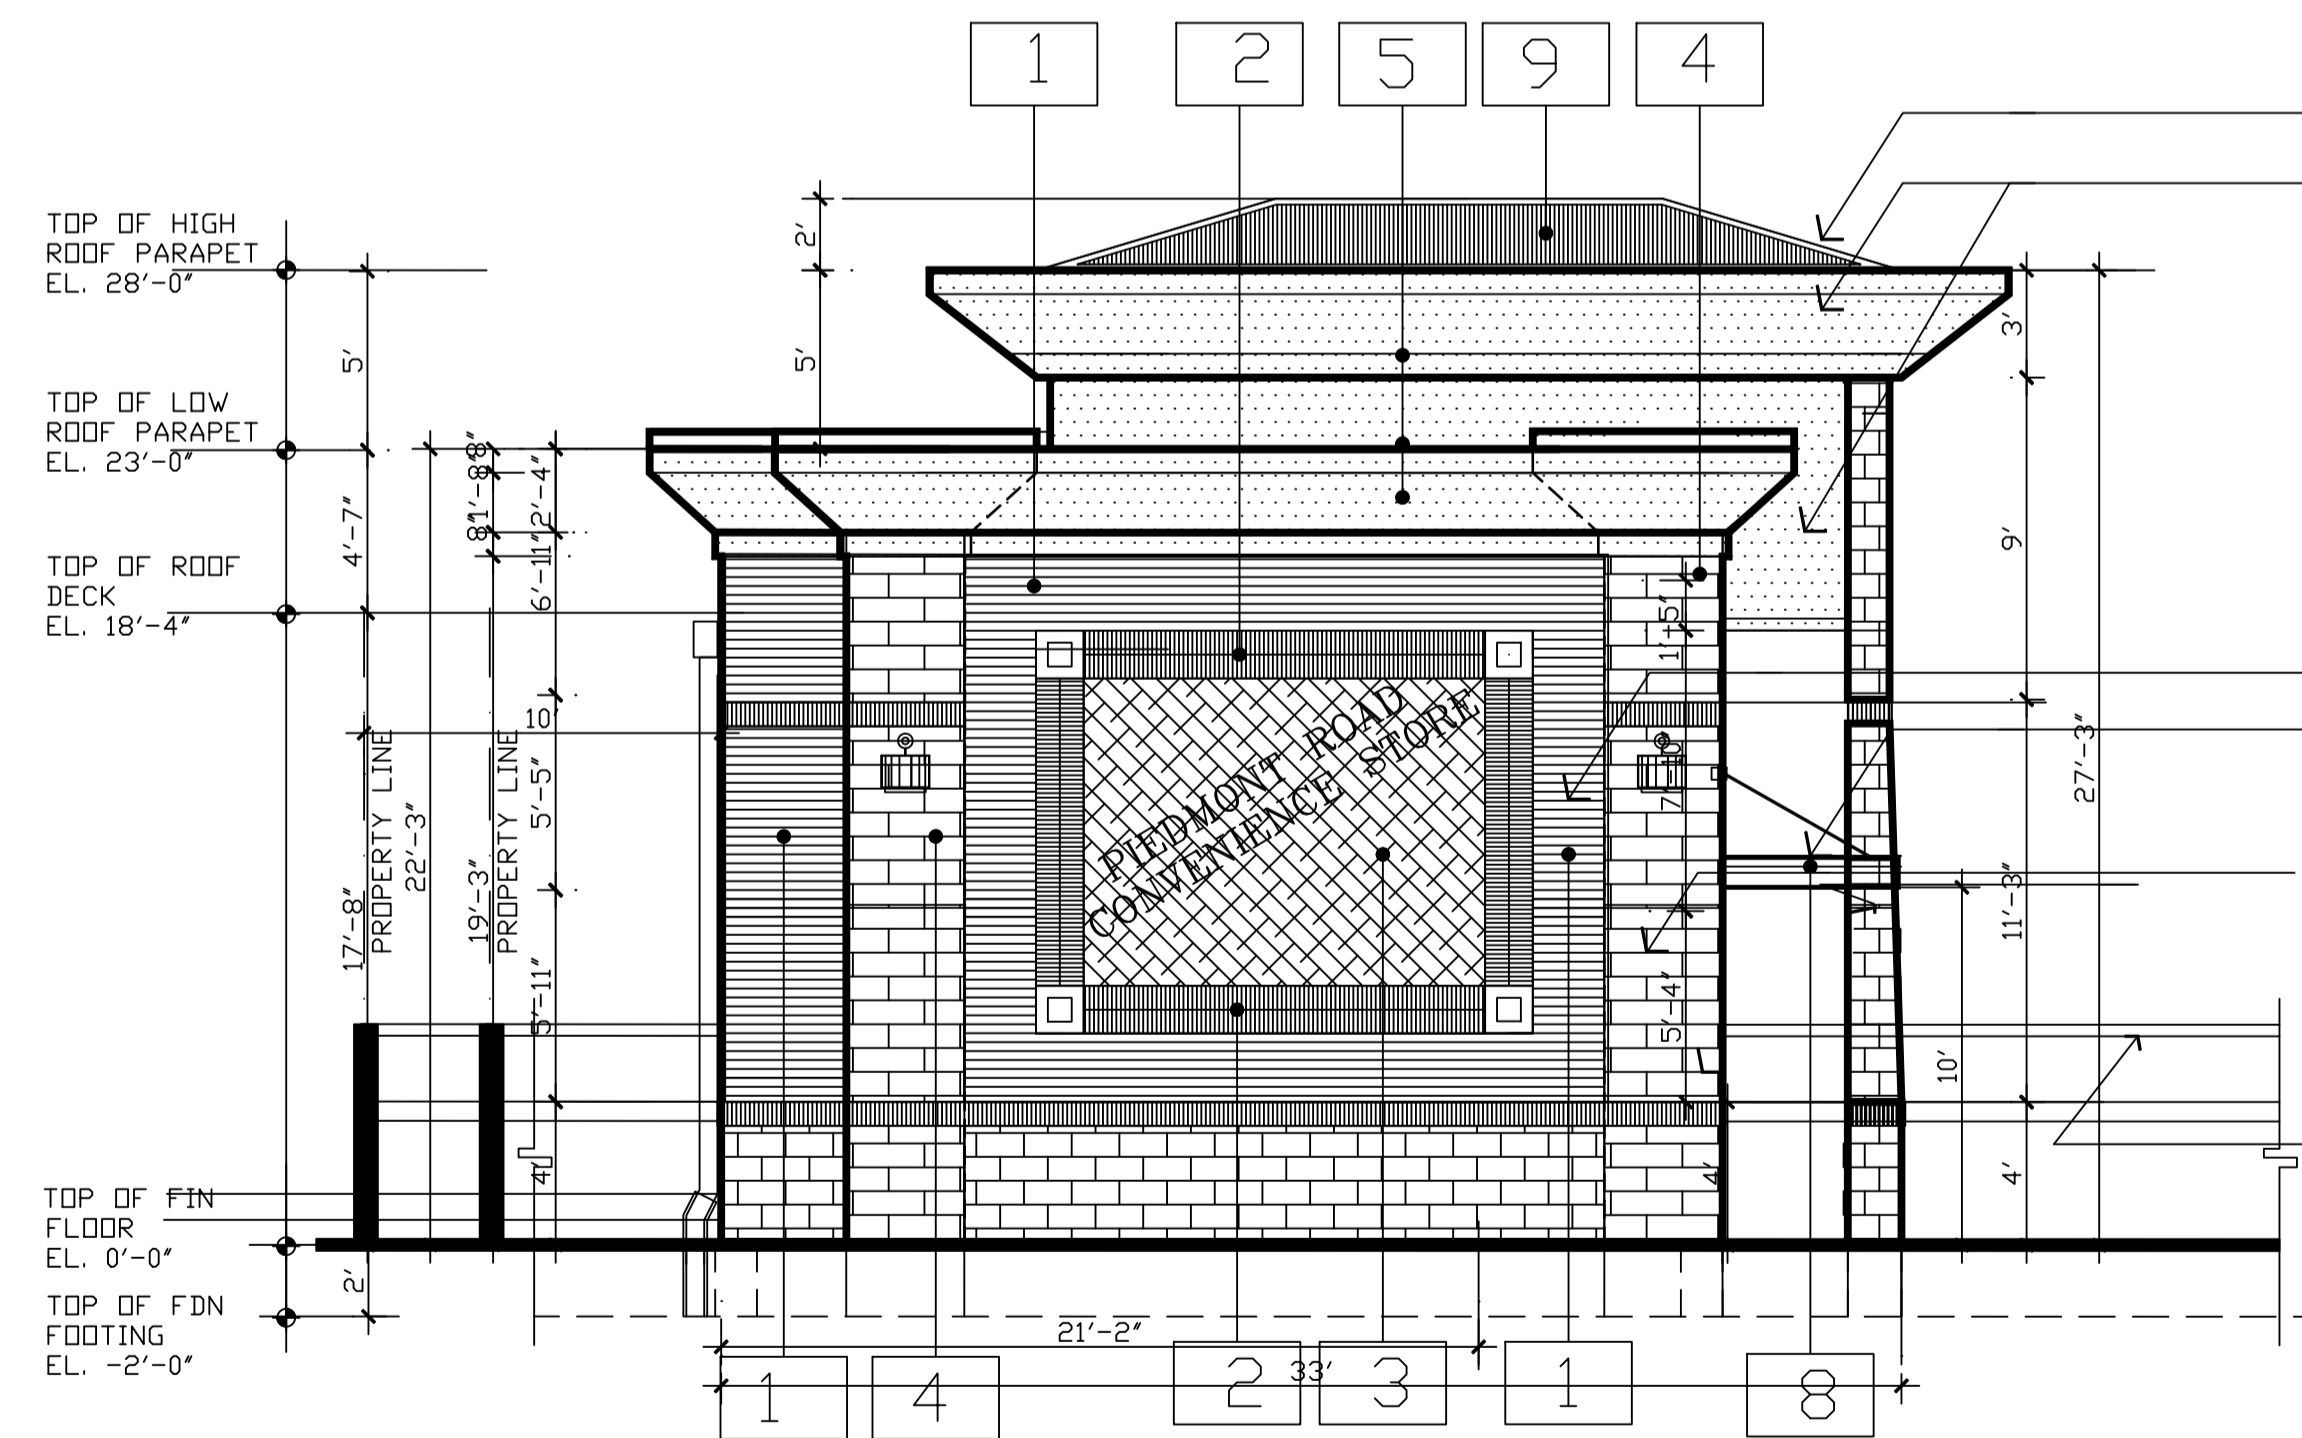 1 2 5 9 4
TOP OF HIGH
ROOF PARAPET
EL. 28'-0"
2'
5'
5'
3'
TOP OF LOW
ROOF PARAPET
EL. 23'-0"
8"
1'-8"
8"
2'-4"
4'-7"
6'-11"
9'
TOP OF ROOF
DECK
EL. 18'-4"
1'-5"
10'
17'-8"
PROPERTY LINE
22'-3"
19'-3"
PROPERTY LINE
5'-5"
PIEDMONT ROAD
CONVENIENCE STORE
27'-3"
11'-3"
5'-11"
5'-4"
10'
4'
4'
4'
TOP OF FIN
FLOOR
EL. 0'-0"
2'
TOP OF FDN
FOOTING
EL. -2'-0"
21'-2"
33'
1 4 2 3 1 8